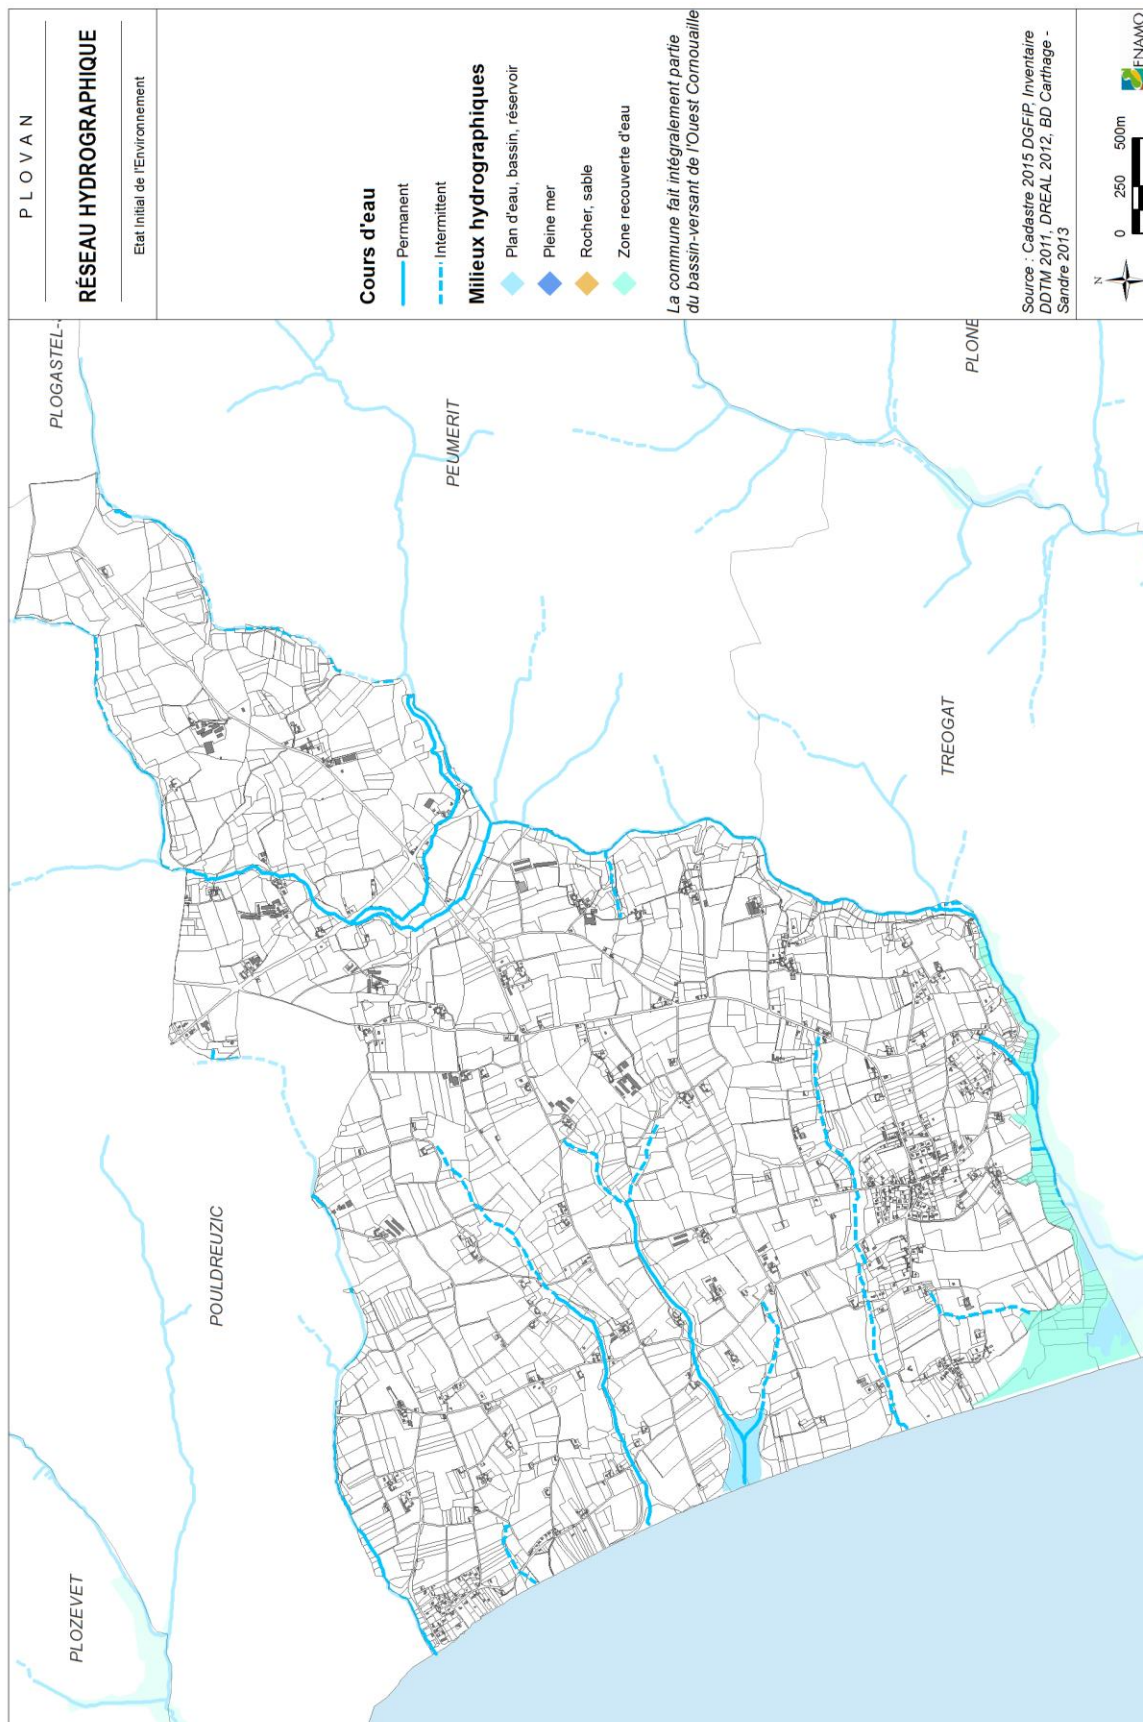 PLOVAN
RÉSEAU HYDROGRAPHIQUE
Etat Initial de l'Environnement
Cours d'eau
Permanent
Intermittent
Milieux hydrographiques
Plan d'eau, bassin, réservoir
Pleine mer
Rocher, sable
Zone recouverte d'eau
La commune fait intégralement partie
du bassin-versant de l'Ouest Cornouaille
Source : Cadastre 2015 DGFiP, Inventaire
DDTM 2011, DREAL 2012, BD Carthage -
Sandre 2013
N
0 250 500m
ENAMO
PLOGASTEL-
PEUMERIT
PLONE
TREOGAT
POULDREUZIC
PLOZEVET